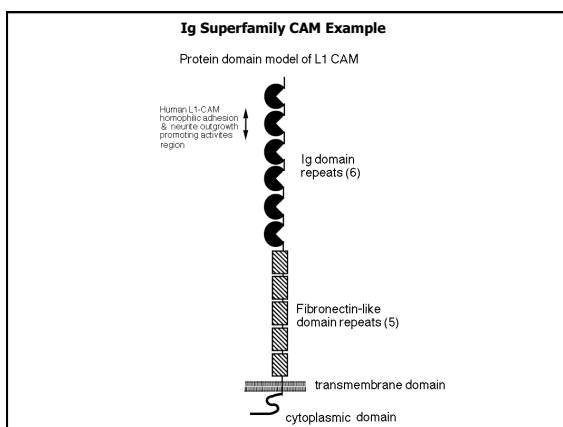 Ig Superfamily CAM Example
Protein domain model of L1 CAM
Human L1-CAM
homophilic adhesion
& neurite outgrowth
promoting activites
region
Ig domain
repeats (6)
Fibronectin-like
domain repeats (5)
transmembrane domain
cytoplasmic domain